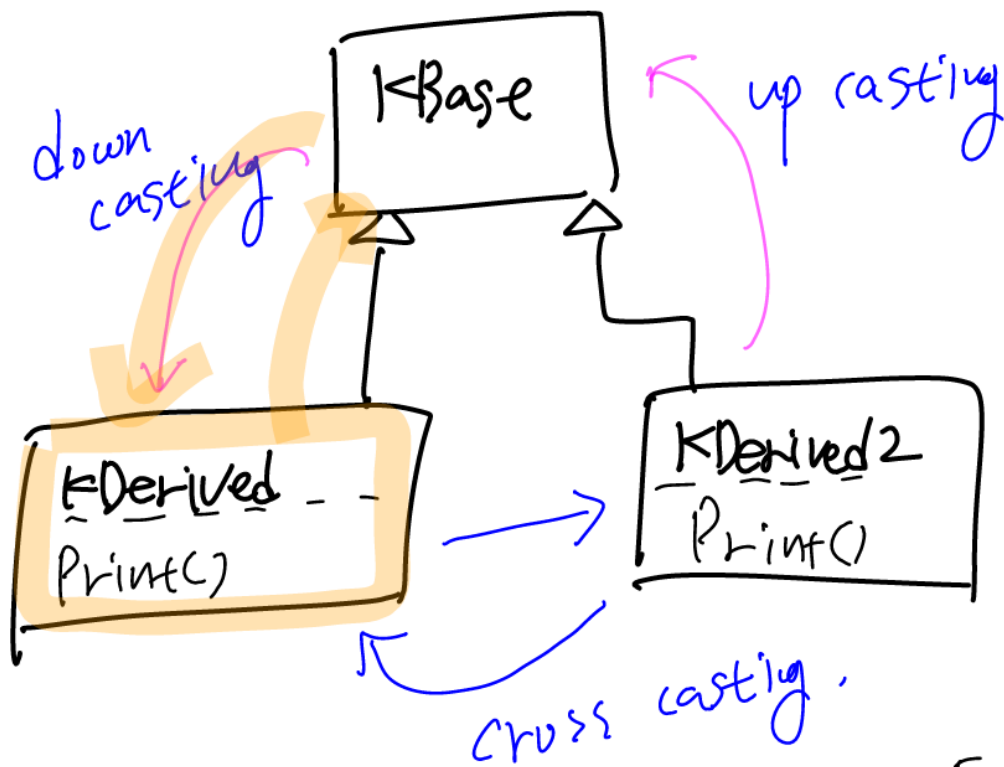 KBase
up casting
down
casting
KDerived
Print()
KDerived2
Print()
cross casting.